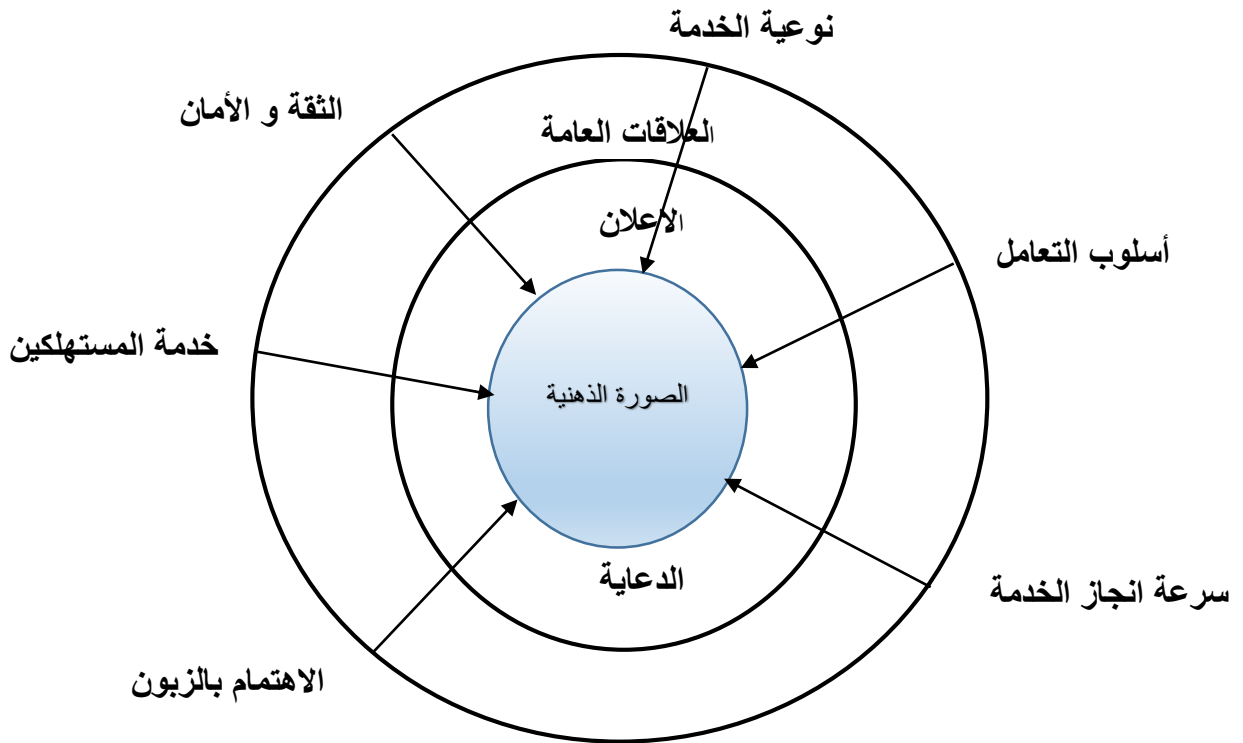 نوعية الخدمة
الثقة و الأمان
العلاقات العامة
الاعلان
أسلوب التعامل
خدمة المستهلكين
الصورة الذهنية
الدعاية
سرعة انجاز الخدمة
الاهتمام بالزبون